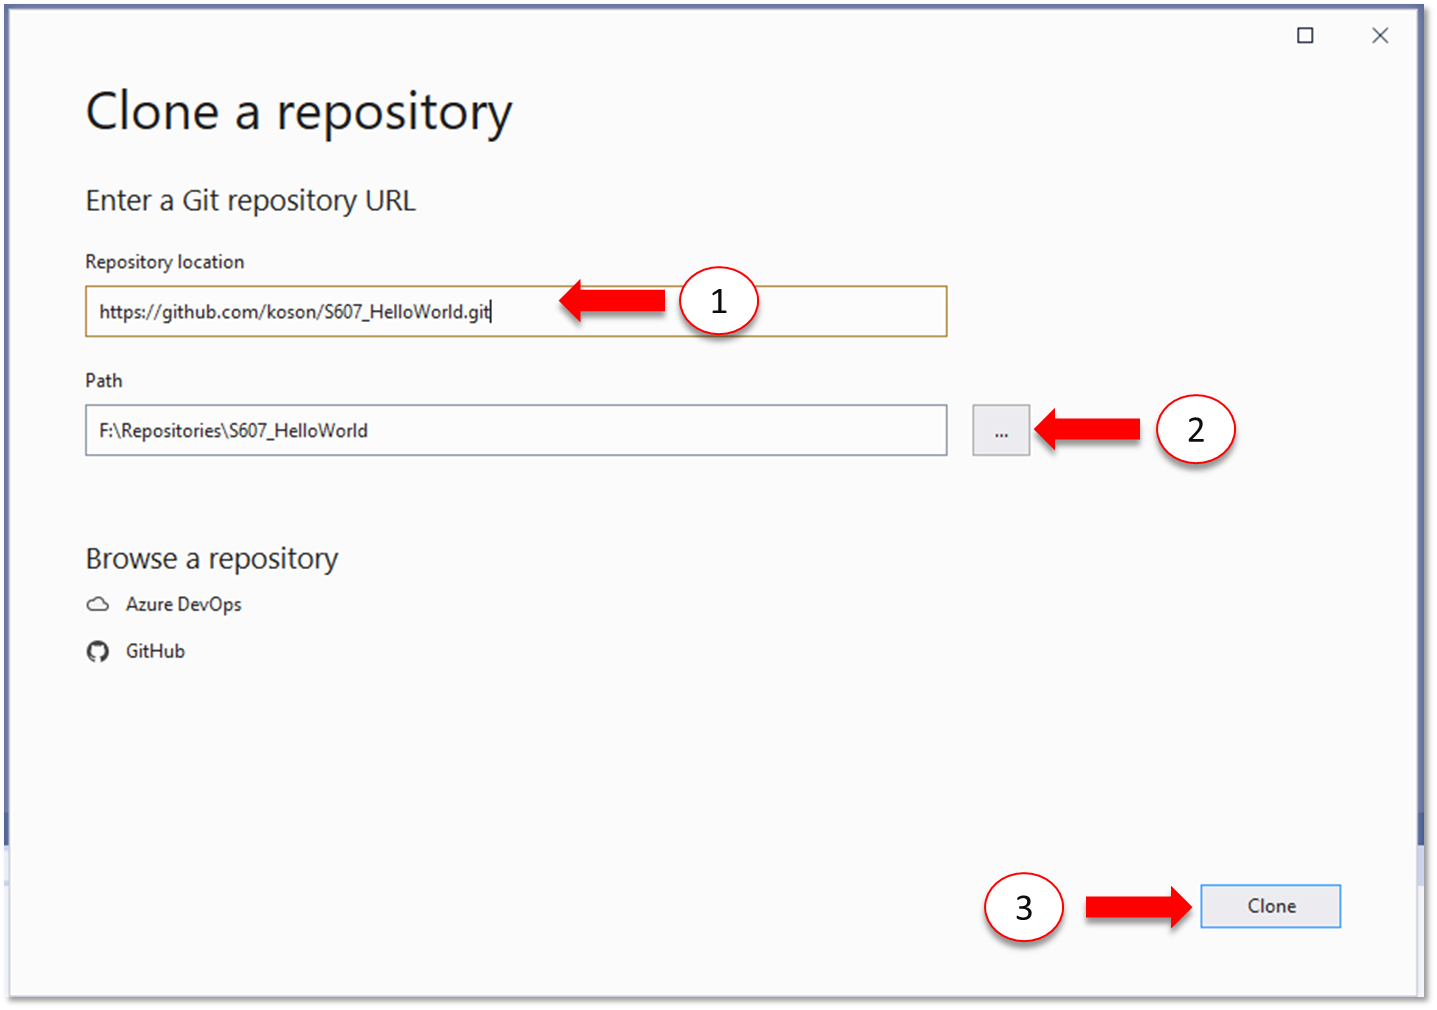 Clone a repository
Enter a Git repository URL
Repository location
https://github.com/koson/S607_HelloWorld.git
1
Path
F:\Repositories\S607_HelloWorld
...
2
Browse a repository
Azure DevOps
GitHub
3
Clone